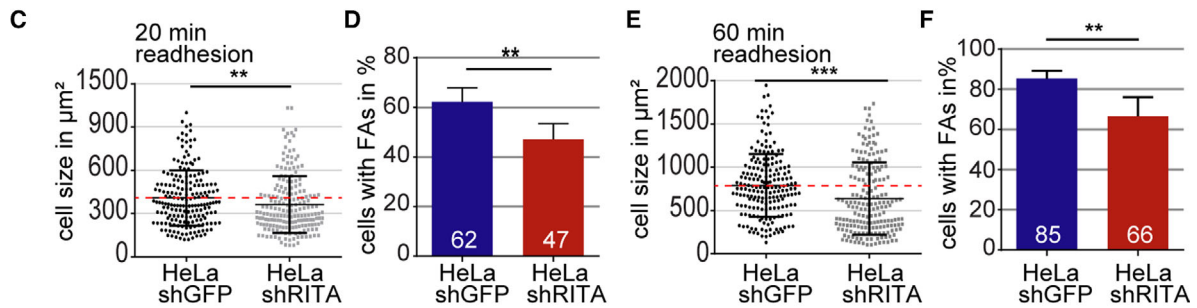 C
20 min
readhesion
**
cell size in µm²
1500
900
600
300
0
HeLa
shGFP
HeLa
shRITA
D
**
cells with FAs in %
80
60
40
20
0
62
47
HeLa
shGFP
HeLa
shRITA
E
60 min
readhesion
***
cell size in µm²
2000
1500
1000
500
0
HeLa
shGFP
HeLa
shRITA
F
**
cells with FAs in%
100
80
60
40
20
0
85
66
HeLa
shGFP
HeLa
shRITA